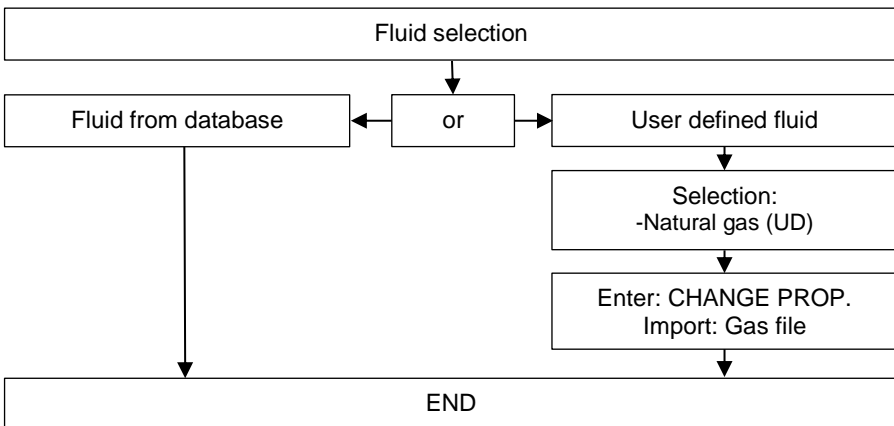 Fluid selection
Fluid from database
or
User defined fluid
Selection:
-Natural gas (UD)
Enter: CHANGE PROP.
Import: Gas file
END